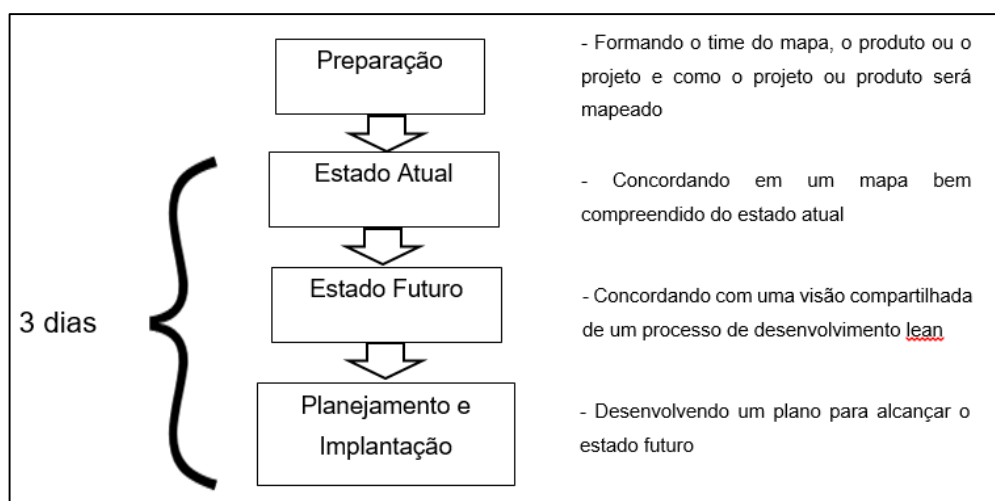 Preparação
- Formando o time do mapa, o produto ou o
projeto e como o projeto ou produto será
mapeado
Estado Atual
- Concordando em um mapa bem
compreendido do estado atual
Estado Futuro
- Concordando com uma visão compartilhada
de um processo de desenvolvimento lean
3 dias
Planejamento e
Implantação
- Desenvolvendo um plano para alcançar o
estado futuro